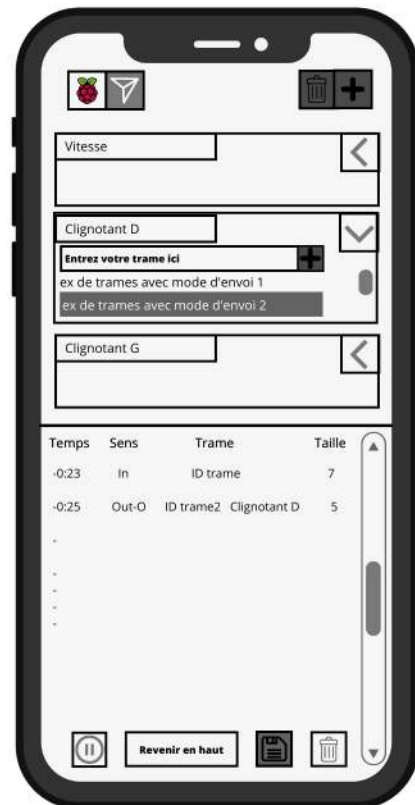 Vitesse
Clignotant D
Entrez votre trame ici
ex de trames avec mode d'envoi 1
ex de trames avec mode d'envoi 2
Clignotant G
Temps Sens Trame Taille
-0:23 In ID trame 7
-0:25 Out-O ID trame2 Clignotant D 5
-
-
-
-
-
Revenir en haut